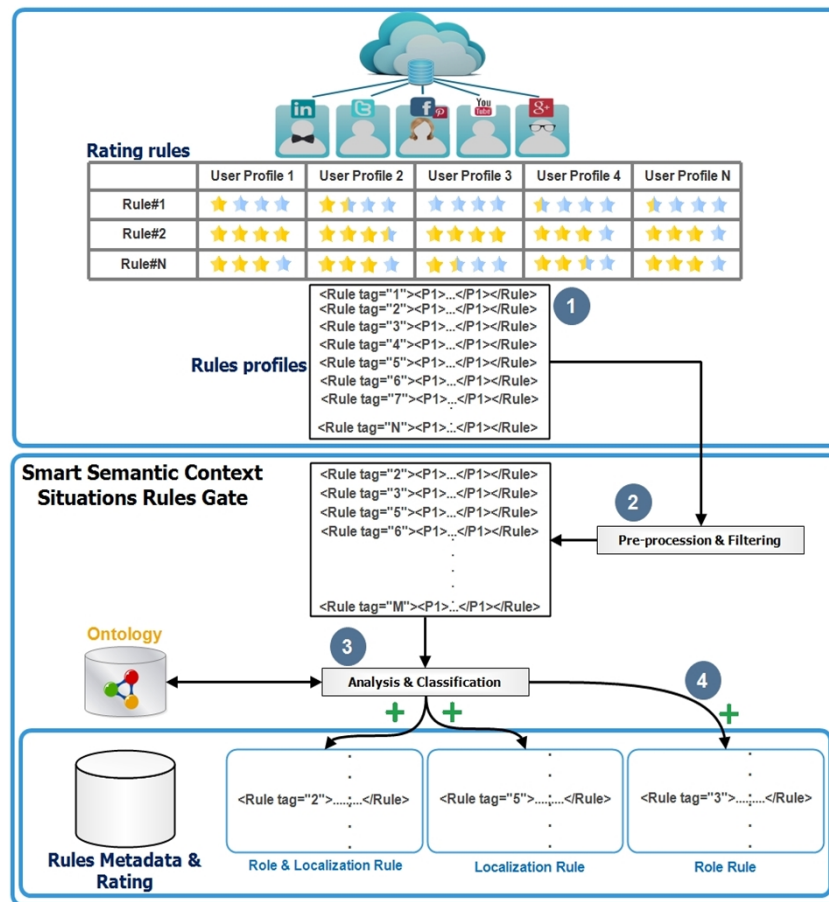 in
f
You
Tube
g+
Rating rules
User Profile 1 User Profile 2 User Profile 3 User Profile 4 User Profile N
Rule#1
Rule#2
Rule#N
<Rule tag="1"><P1>...</P1></Rule>
<Rule tag="2"><P1>...</P1></Rule>
<Rule tag="3"><P1>...</P1></Rule>
<Rule tag="4"><P1>...</P1></Rule>
<Rule tag="5"><P1>...</P1></Rule>
<Rule tag="6"><P1>...</P1></Rule>
<Rule tag="7"><P1>...</P1></Rule>
<Rule tag="N"><P1>...</P1></Rule>
1
Rules profiles
Smart Semantic Context
Situations Rules Gate
<Rule tag="2"><P1>...</P1></Rule>
<Rule tag="3"><P1>...</P1></Rule>
<Rule tag="5"><P1>...</P1></Rule>
<Rule tag="6"><P1>...</P1></Rule>
<Rule tag="M"><P1>...</P1></Rule>
2
Pre-procession & Filtering
Ontology
3
Analysis & Classification
4
<Rule tag="2">.........</Rule>
<Rule tag="5">.........</Rule>
<Rule tag="3">.........</Rule>
Rules Metadata &
Rating
Role & Localization Rule
Localization Rule
Role Rule